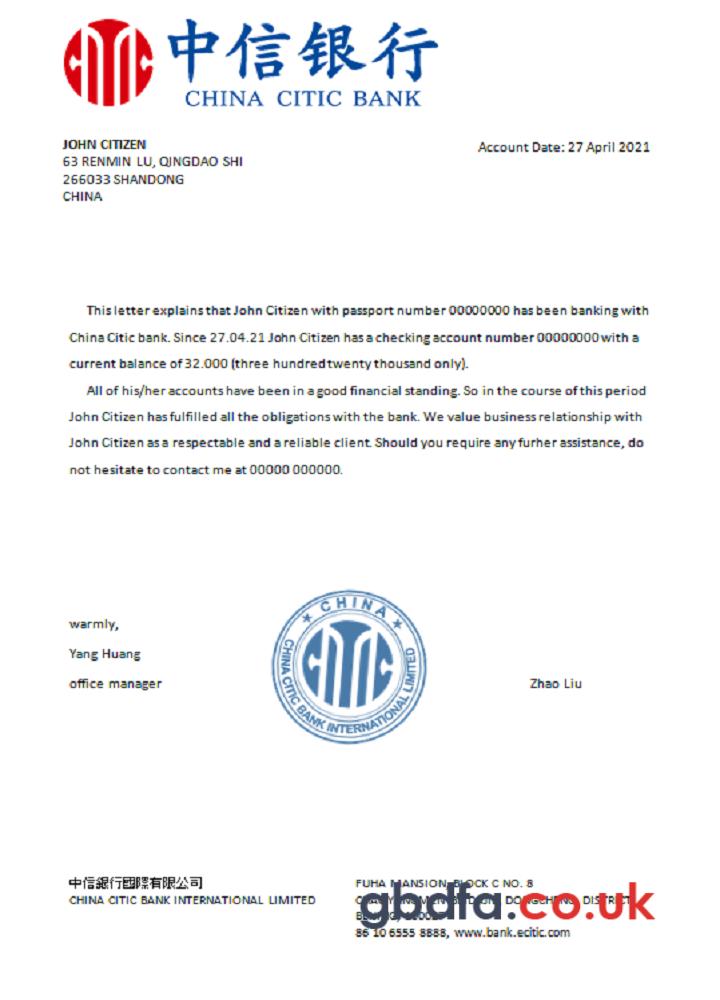 中信银行
CHINA CITIC BANK
JOHN CITIZEN
Account Date: 27 April 2021
63 RENMIN LU, QINGDAO SHI
266033 SHANDONG
CHINA
This letter explains that John Citizen with passport number 00000000 has been banking with
China Citic bank. Since 27.04.21 John Citizen has a checking account number 00000000 with a
current balance of 32.000 (three hundred twenty thousand only).
All of his/her accounts have been in a good financial standing. So in the course of this period
John Citizen has fulfilled all the obligations with the bank. We value business relationship with
John Citizen as a respectable and a reliable client. Should you require any furher assistance, do
not hesitate to contact me at 00000 000000.
warmly,
Yang Huang
office manager
CHINA
CHINA CITIC BANK INTERNATIONAL LIMITED
Zhao Liu
中信銀行國際有限公司
CHINA CITIC BANK INTERNATIONAL LIMITED
FUHA MANSION, BLOCK C NO. 8
DONGCHENG DISTRICT
gbdfa.co.uk
86 10 6555 8888, www.bank.ecitic.com